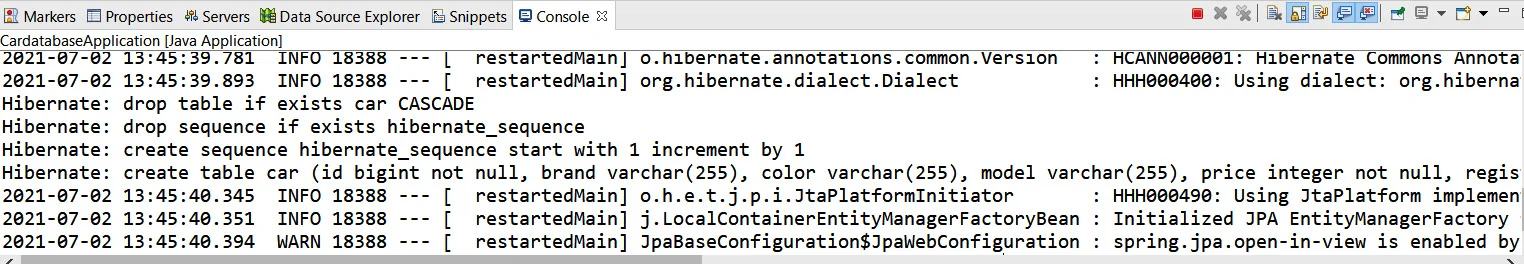 Markers Properties Servers Data Source Explorer Snippets Console
CardatabaseApplication [Java Application]
2021-07-02 13:45:39.781  INFO 18388 --- [  restartedMain] o.hibernate.annotations.common.Version   : HCANN000001: Hibernate Commons Annota
2021-07-02 13:45:39.893  INFO 18388 --- [  restartedMain] org.hibernate.dialect.Dialect            : HHH000400: Using dialect: org.hiberna
Hibernate: drop table if exists car CASCADE
Hibernate: drop sequence if exists hibernate_sequence
Hibernate: create sequence hibernate_sequence start with 1 increment by 1
Hibernate: create table car (id bigint not null, brand varchar(255), color varchar(255), model varchar(255), price integer not null, regis
2021-07-02 13:45:40.345  INFO 18388 --- [  restartedMain] o.h.e.t.j.p.i.JtaPlatformInitiator       : HHH000490: Using JtaPlatform implemen
2021-07-02 13:45:40.351  INFO 18388 --- [  restartedMain] j.LocalContainerEntityManagerFactoryBean : Initialized JPA EntityManagerFactory
2021-07-02 13:45:40.394  WARN 18388 --- [  restartedMain] JpaBaseConfiguration$JpaWebConfiguration : spring.jpa.open-in-view is enabled by